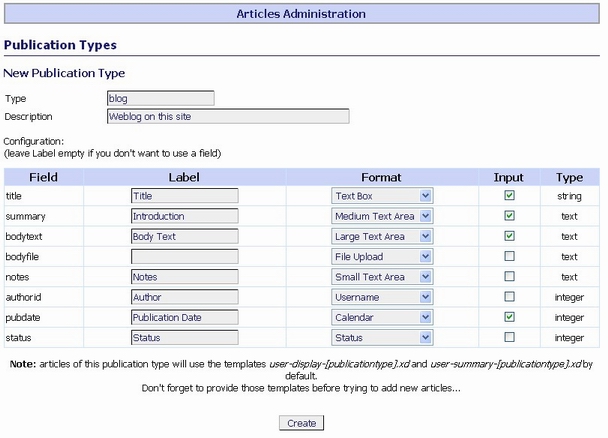 Articles Administration
Publication Types
New Publication Type
Type blog
Description Weblog on this site
Configuration:
(leave Label empty if you don't want to use a field)
Field Label Format Input Type
title Title Text Box string
summary Introduction Medium Text Area text
bodytext Body Text Large Text Area text
bodyfile File Upload text
notes Notes Small Text Area text
authorid Author Username integer
pubdate Publication Date Calendar integer
status Status Status integer
Note: articles of this publication type will use the templates user-display-[publicationtype].xd and user-summary-[publicationtype].xd by
default.
Don't forget to provide those templates before trying to add new articles...
Create